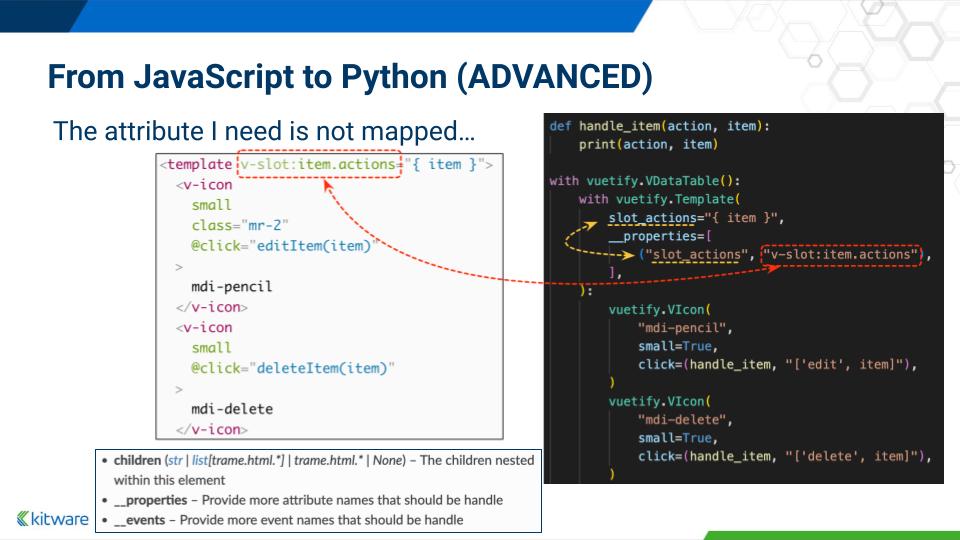 From JavaScript to Python (ADVANCED)
The attribute I need is not mapped...
<template v-slot:item.actions="{ item }">
  <v-icon
    small
    class="mr-2"
    @click="editItem(item)"
  >
    mdi-pencil
  </v-icon>
  <v-icon
    small
    @click="deleteItem(item)"
  >
    mdi-delete
  </v-icon>
def handle_item(action, item):
    print(action, item)
with vuetify.VDataTable():
    with vuetify.Template(
        slot_actions="{ item }",
        __properties=[
            ("slot_actions", "v-slot:item.actions"),
        ],
    ):
        vuetify.VIcon(
            "mdi-pencil",
            small=True,
            click=(handle_item, "['edit', item]"),
        )
        vuetify.VIcon(
            "mdi-delete",
            small=True,
            click=(handle_item, "['delete', item]"),
        )
• children (str | list[trame.html.*] | trame.html.* | None) – The children nested
within this element
• __properties – Provide more attribute names that should be handle
• __events – Provide more event names that should be handle
kitware